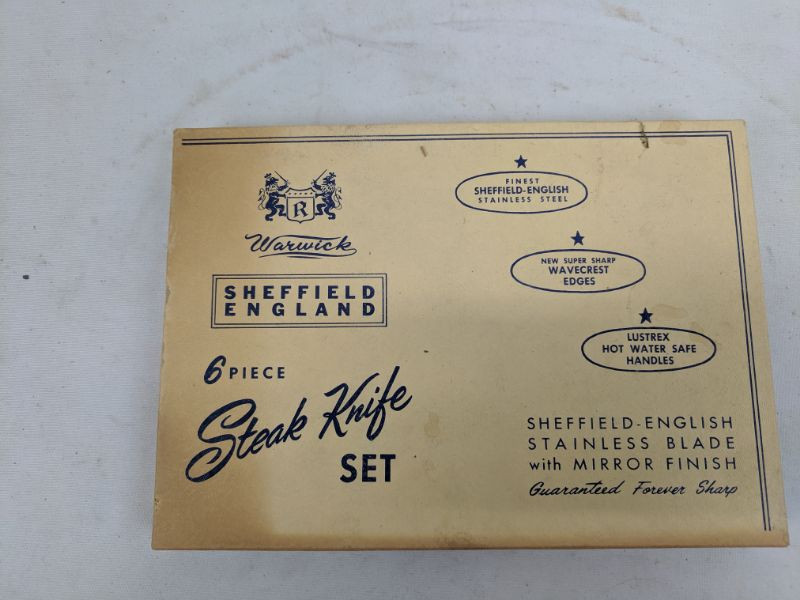 R
Warwick
SHEFFIELD
ENGLAND
6 PIECE
Steak Knife
SET
FINEST
SHEFFIELD-ENGLISH
STAINLESS STEEL
NEW SUPER SHARP
WAVECREST
EDGES
LUSTREX
HOT WATER SAFE
HANDLES
SHEFFIELD-ENGLISH
STAINLESS BLADE
with MIRROR FINISH
Guaranteed Forever Sharp